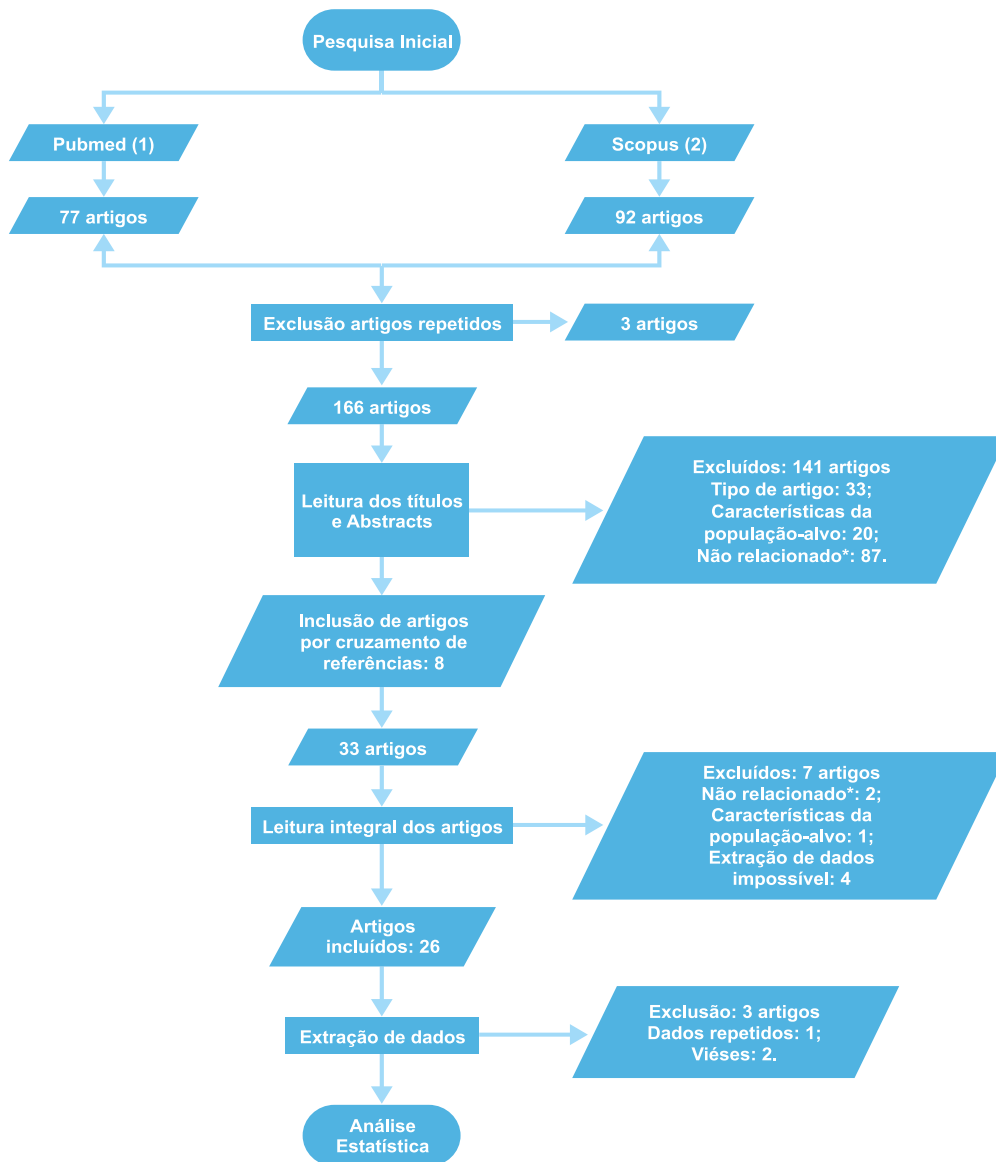 Pesquisa Inicial
Pubmed (1)
Scopus (2)
77 artigos
92 artigos
Exclusão artigos repetidos
3 artigos
166 artigos
Leitura dos títulos
e Abstracts
Excluídos: 141 artigos
Tipo de artigo: 33;
Característicias da
população-alvo: 20;
Não relacionado*: 87.
Inclusão de artigos
por cruzamento de
referências: 8
33 artigos
Leitura integral dos artigos
Excluídos: 7 artigos
Não relacionado*: 2;
Característicias da
população-alvo: 1;
Extração de dados
impossível: 4
Artigos
incluídos: 26
Extração de dados
Exclusão: 3 artigos
Dados repetidos: 1;
Viéses: 2.
Análise
Estatística